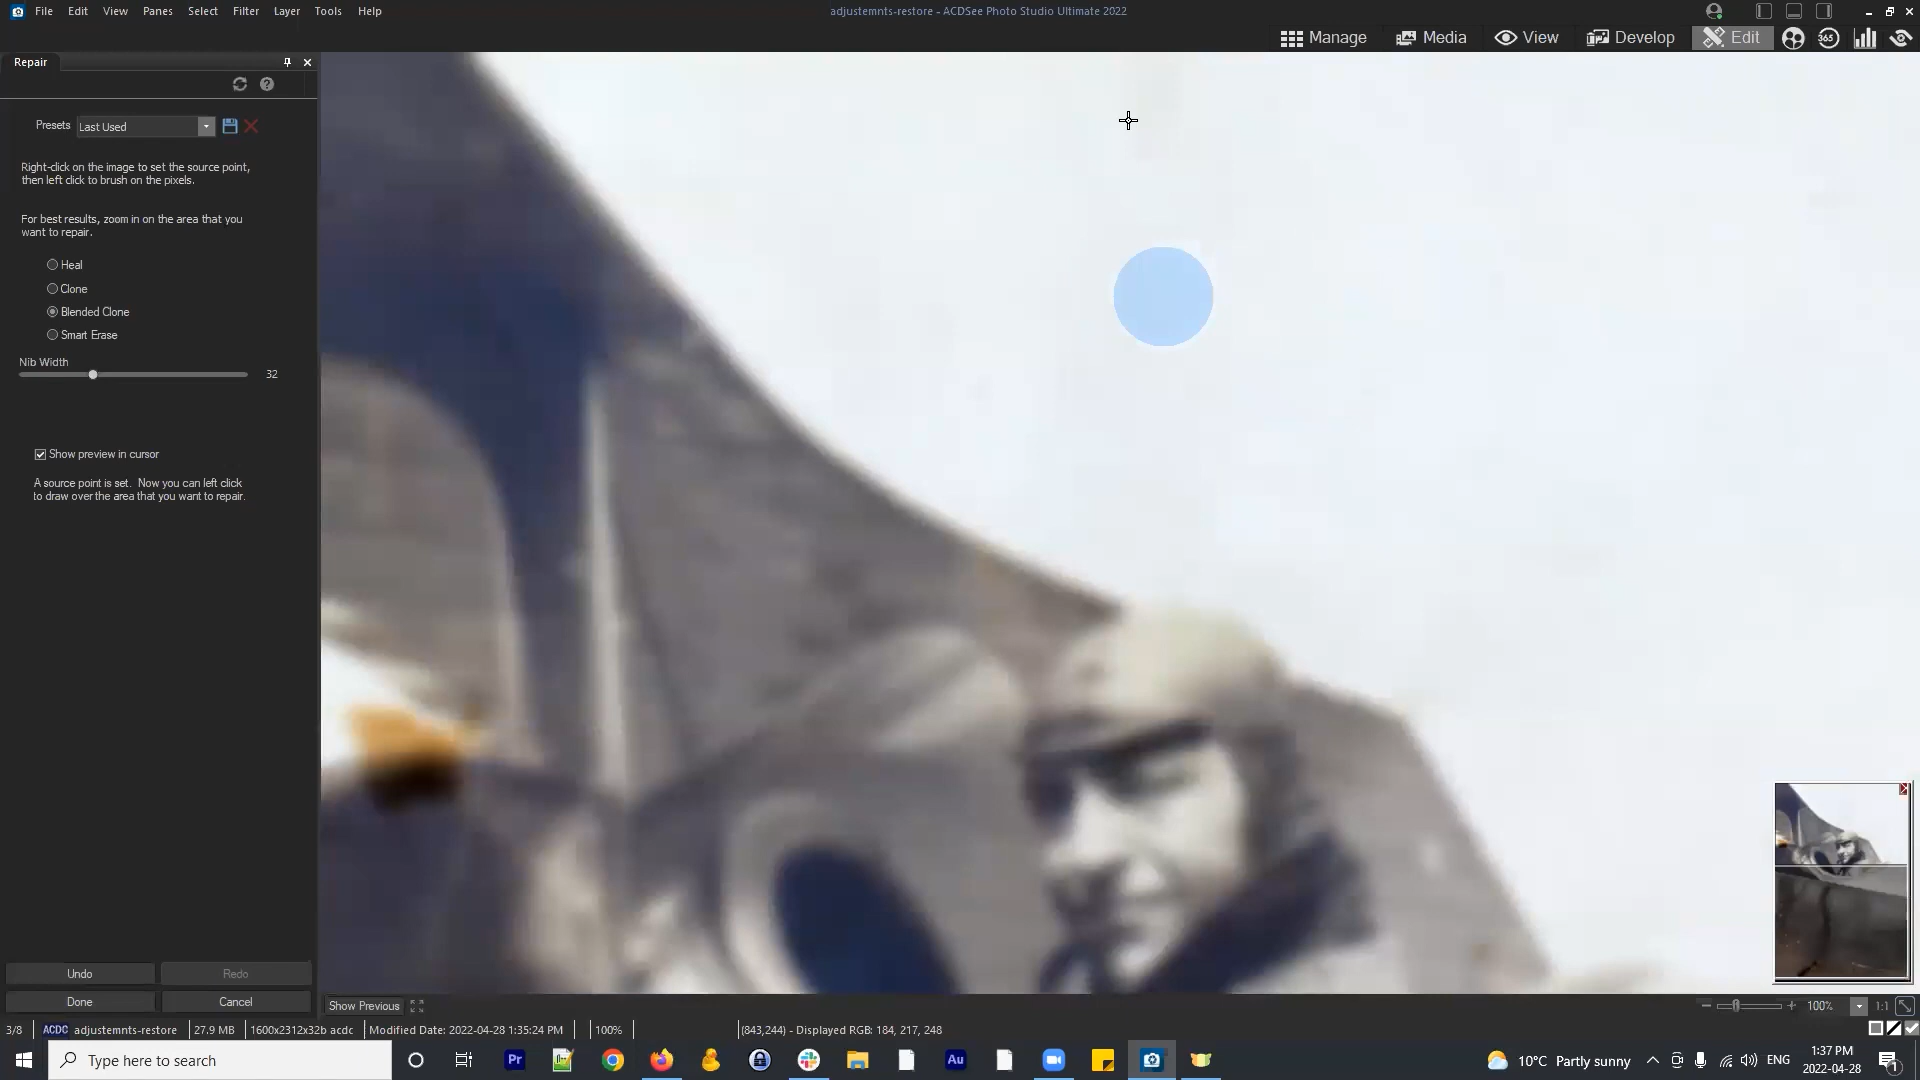 File Edit View Panes Select Filter Layer Tools Help
adjustemnts-restore - ACDSee Photo Studio Ultimate 2022
Manage Media View Develop Edit 365
Repair
Presets Last Used
Right-click on the image to set the source point,
then left click to brush on the pixels.
For best results, zoom in on the area that you
want to repair.
Heal
Clone
Blended Clone
Smart Erase
Nib Width
32
Show preview in cursor
A source point is set. Now you can left click
to draw over the area that you want to repair.
Undo Redo
Done Cancel
Show Previous
100% 1:1
3/8 ACDC adjustemnts-restore 27.9 MB 1600x2312x32b acdc Modified Date: 2022-04-28 1:35:24 PM 100% (843,244) - Displayed RGB: 184, 217, 248
Type here to search
Pr
Au
10°C Partly sunny
ENG
1:37 PM
2022-04-28
1